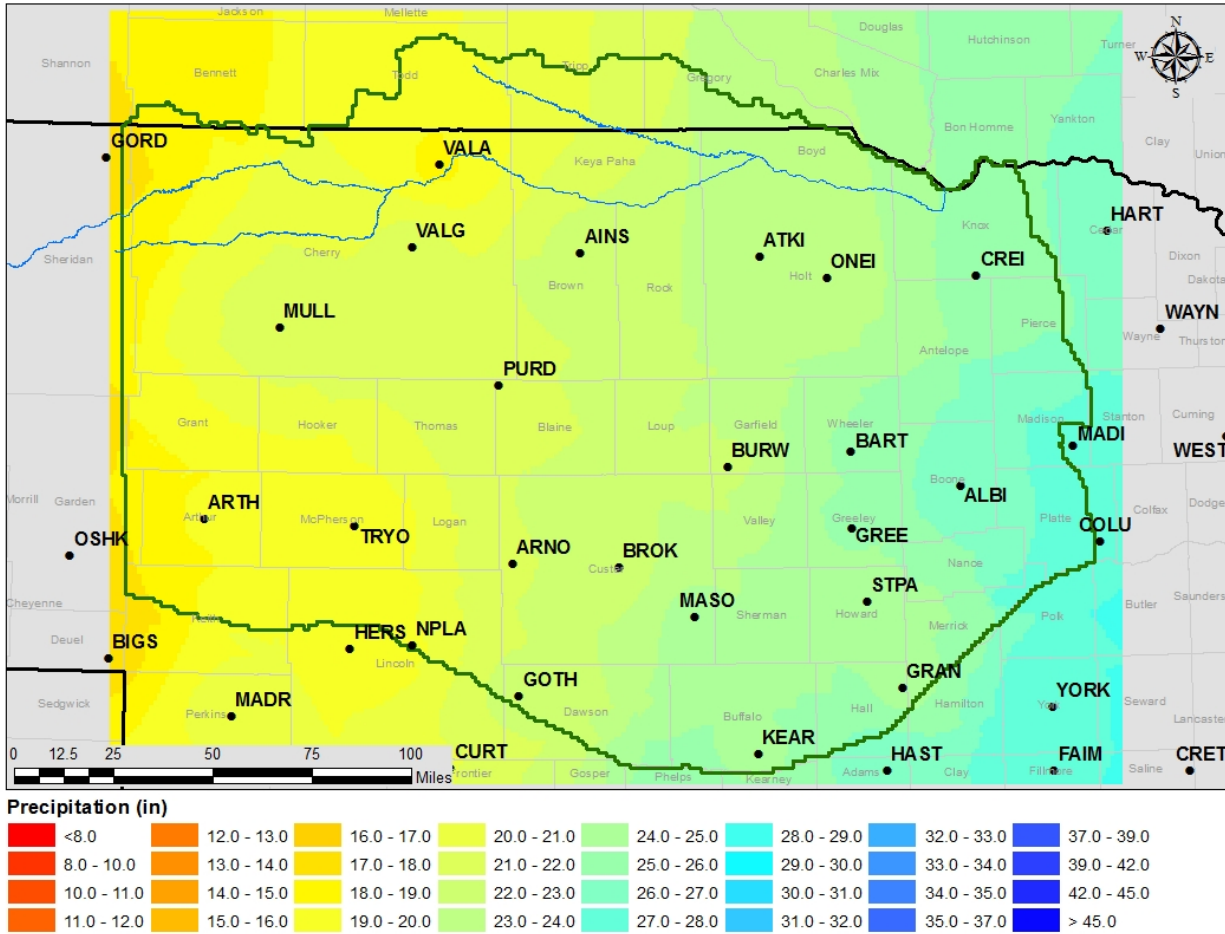 Jackson
Mellette
Douglas
Hutchinson
Turner
N
W E
S
Shannon
Bennett
Todd
Tripp
Gregory
Charles Mix
Bon Homme
Yankton
Clay
Union
GORD
VALA
Keya Paha
Boyd
HART
Cedar
Knox
VALG
AINS
ATKI
ONEI
CREI
Sheridan
Cherry
Brown
Rock
Holt
Dixon
Dakota
MULL
Pierce
WAYN
Wayne
Thurston
Antelope
PURD
Grant
Hooker
Thomas
Blaine
Loup
Garfield
Wheeler
Madison
Stanton
Cuming
BURW
BART
MADI
WEST
Morrill
Garden
ARTH
Arthur
McPherson
TRYO
Logan
Valley
Boone
ALBI
Greeley
GREE
Platte
Colfax
Dodge
COLU
OSHK
ARNO
BROK
Custer
Nance
Cheyenne
MASO
Sherman
STPA
Howard
Merrick
Polk
Butler
Saunders
Keith
Deuel
BIGS
HERS
NPLA
Lincoln
GOTH
GRAN
YORK
York
Sedgwick
Perkins
MADR
Dawson
Buffalo
Hall
Hamilton
Seward
Lancaster
KEAR
CURT
Frontier
Gosper
Phelps
Kearney
HAST
Adams
Clay
FAIM
Fillmore
Saline
CRET
0 12.5 25 50 75 100
Miles
Precipitation (in)
<8.0 12.0 - 13.0 16.0 - 17.0 20.0 - 21.0 24.0 - 25.0 28.0 - 29.0 32.0 - 33.0 37.0 - 39.0
8.0 - 10.0 13.0 - 14.0 17.0 - 18.0 21.0 - 22.0 25.0 - 26.0 29.0 - 30.0 33.0 - 34.0 39.0 - 42.0
10.0 - 11.0 14.0 - 15.0 18.0 - 19.0 22.0 - 23.0 26.0 - 27.0 30.0 - 31.0 34.0 - 35.0 42.0 - 45.0
11.0 - 12.0 15.0 - 16.0 19.0 - 20.0 23.0 - 24.0 27.0 - 28.0 31.0 - 32.0 35.0 - 37.0 > 45.0